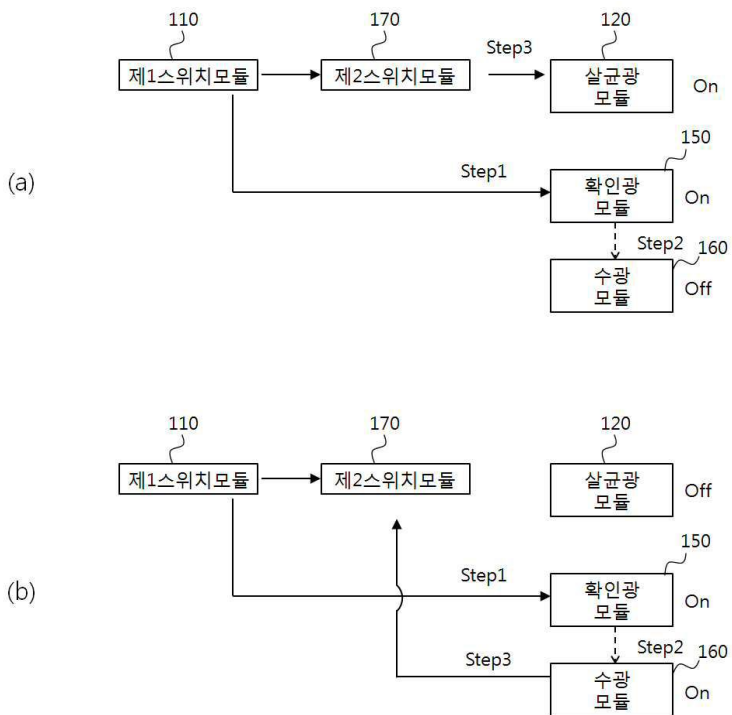 110
170
120
Step3
제1스위치모듈
제2스위치모듈
살균광
모듈
On
150
(a)
Step1
확인광
모듈
On
Step2
160
수광
모듈
Off
110
170
120
제1스위치모듈
제2스위치모듈
살균광
모듈
Off
150
(b)
Step1
확인광
모듈
On
Step2
160
Step3
수광
모듈
On